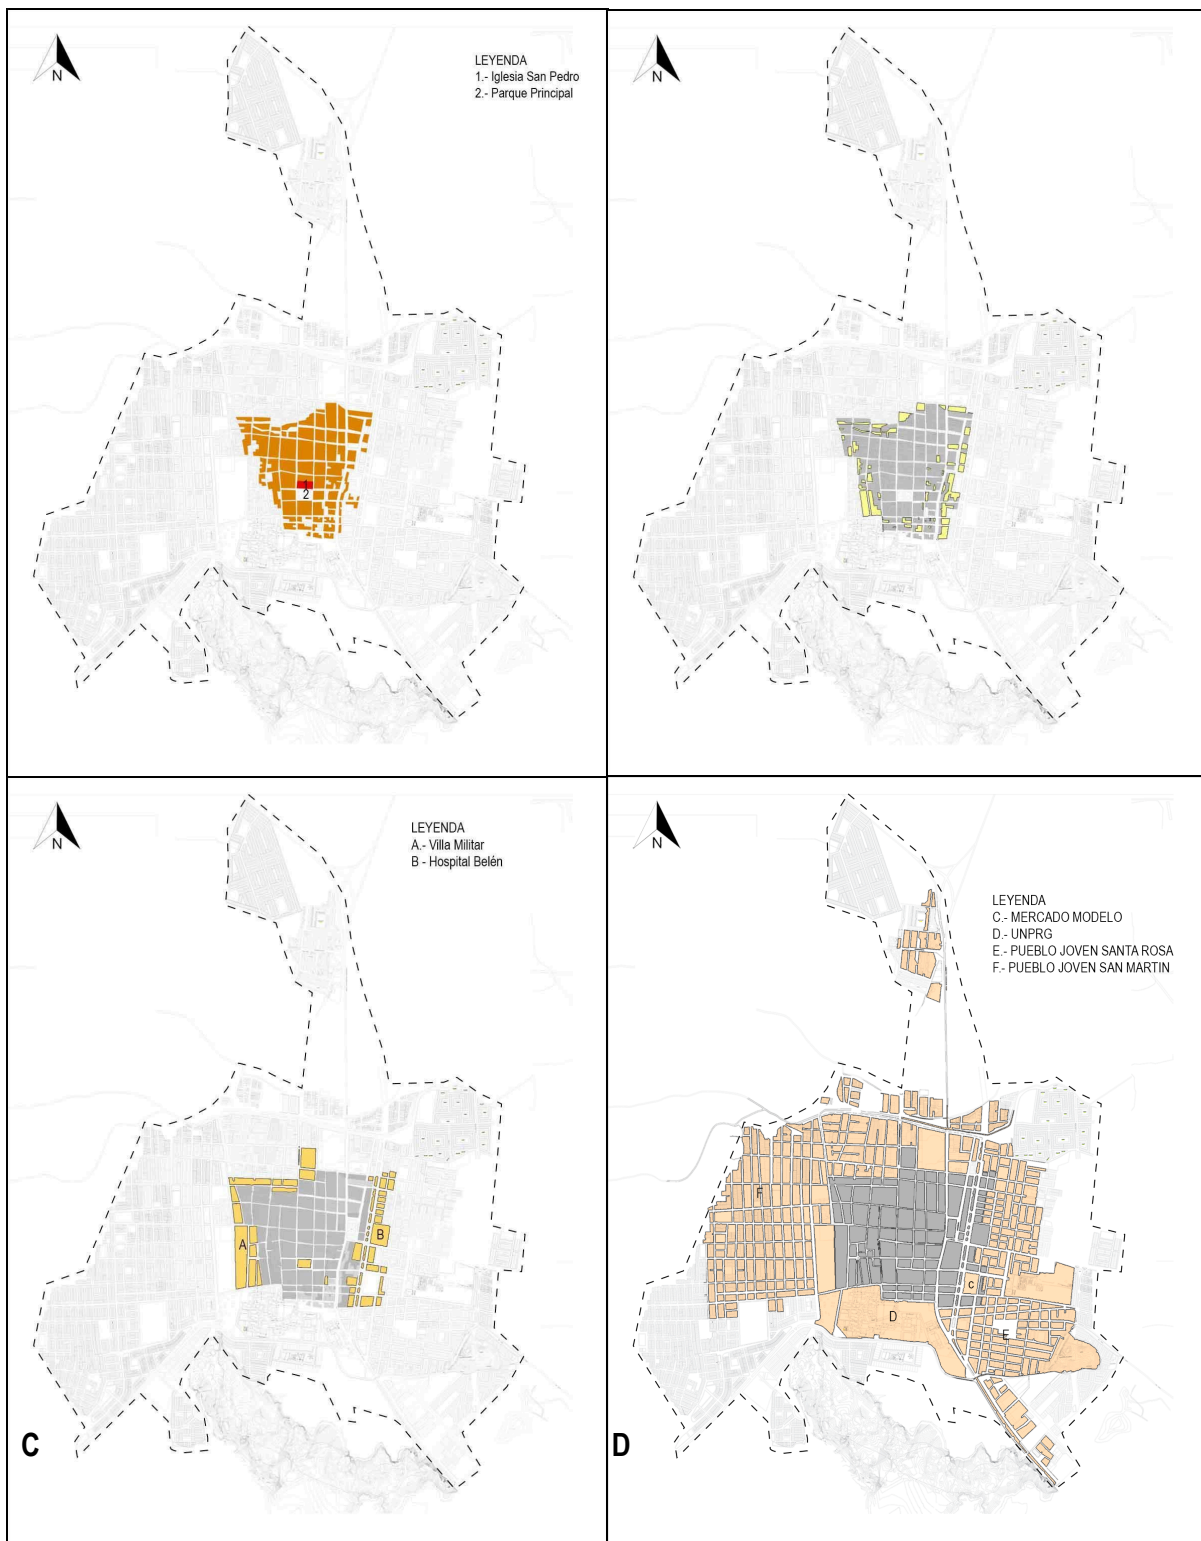 N
LEYENDA
1.- Iglesia San Pedro
2.- Parque Principal
1
2
N
N
LEYENDA
A.- Villa Militar
B - Hospital Belén
A
B
C
N
LEYENDA
C.- MERCADO MODELO
D.- UNPRG
E.- PUEBLO JOVEN SANTA ROSA
F.- PUEBLO JOVEN SAN MARTIN
F
C
D
E
D